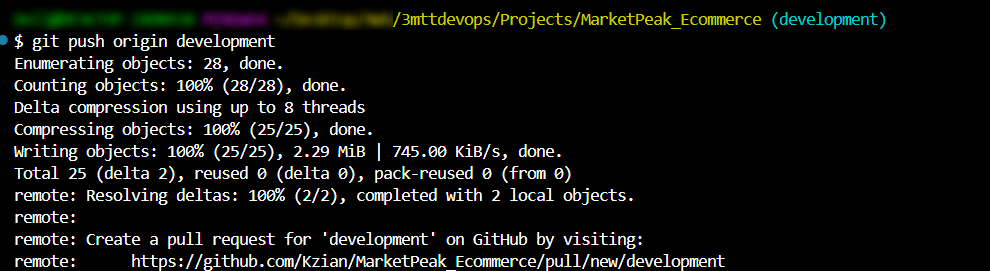 /3mttdevops/Projects/MarketPeak_Ecommerce (development)
$ git push origin development
Enumerating objects: 28, done.
Counting objects: 100% (28/28), done.
Delta compression using up to 8 threads
Compressing objects: 100% (25/25), done.
Writing objects: 100% (25/25), 2.29 MiB | 745.00 KiB/s, done.
Total 25 (delta 2), reused 0 (delta 0), pack-reused 0 (from 0)
remote: Resolving deltas: 100% (2/2), completed with 2 local objects.
remote:
remote: Create a pull request for 'development' on GitHub by visiting:
remote:      https://github.com/Kzian/MarketPeak_Ecommerce/pull/new/development